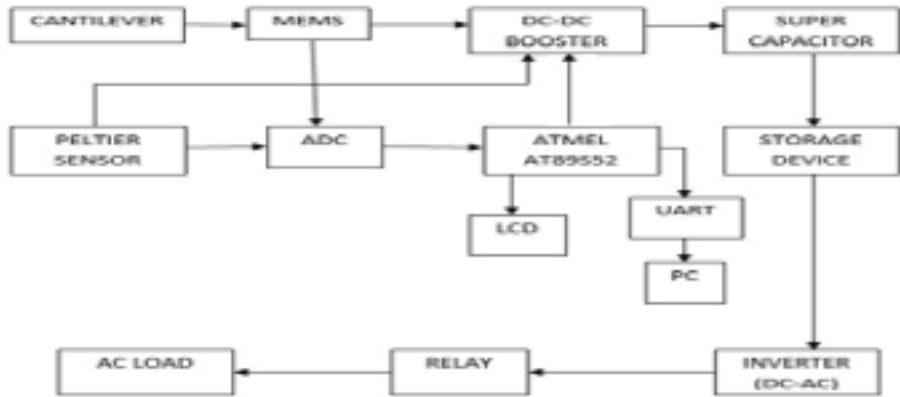 CANTILEVER
MEMS
DC-DC
BOOSTER
SUPER
CAPACITOR
PELTIER
SENSOR
ADC
ATMEL
AT89S52
STORAGE
DEVICE
LCD
UART
PC
AC LOAD
RELAY
INVERTER
(DC-AC)